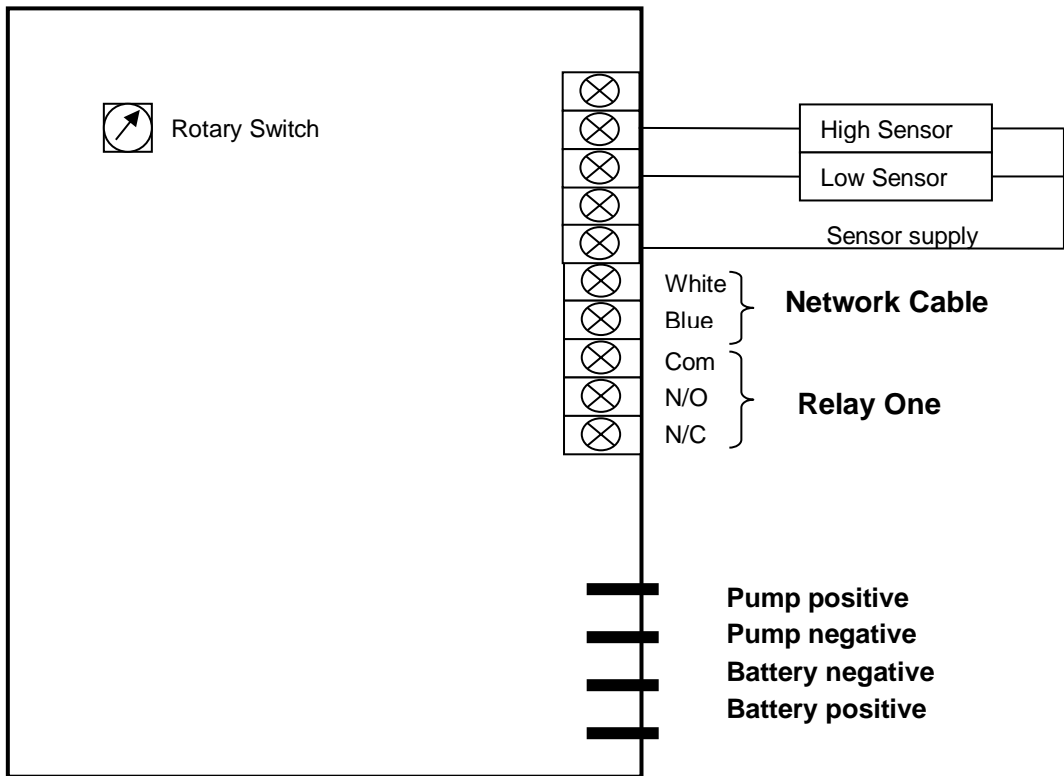 Rotary Switch
High Sensor
Low Sensor
Sensor supply
White
Blue
Network Cable
Com
N/O
N/C
Relay One
Pump positive
Pump negative
Battery negative
Battery positive